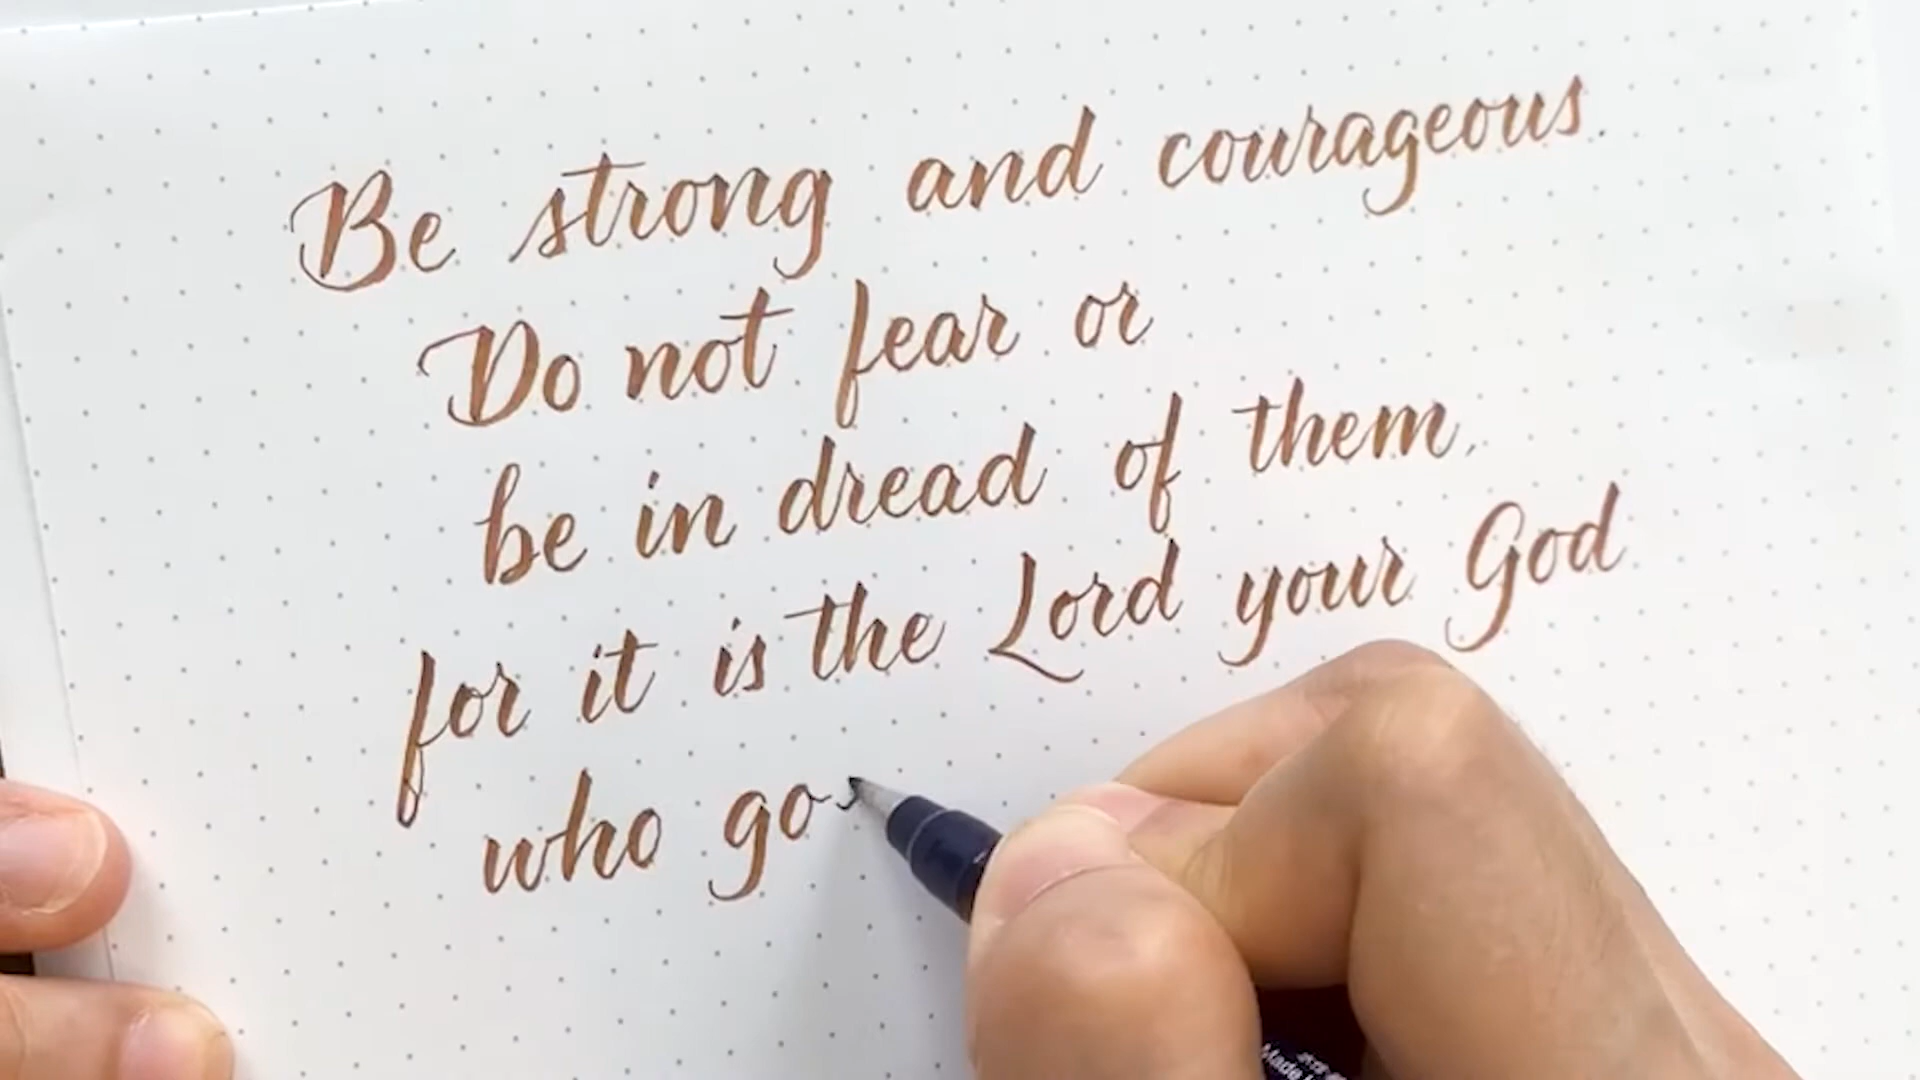 Be strong and courageous.
Do not fear or
be in dread of them,
for it is the Lord your God
who go
Made